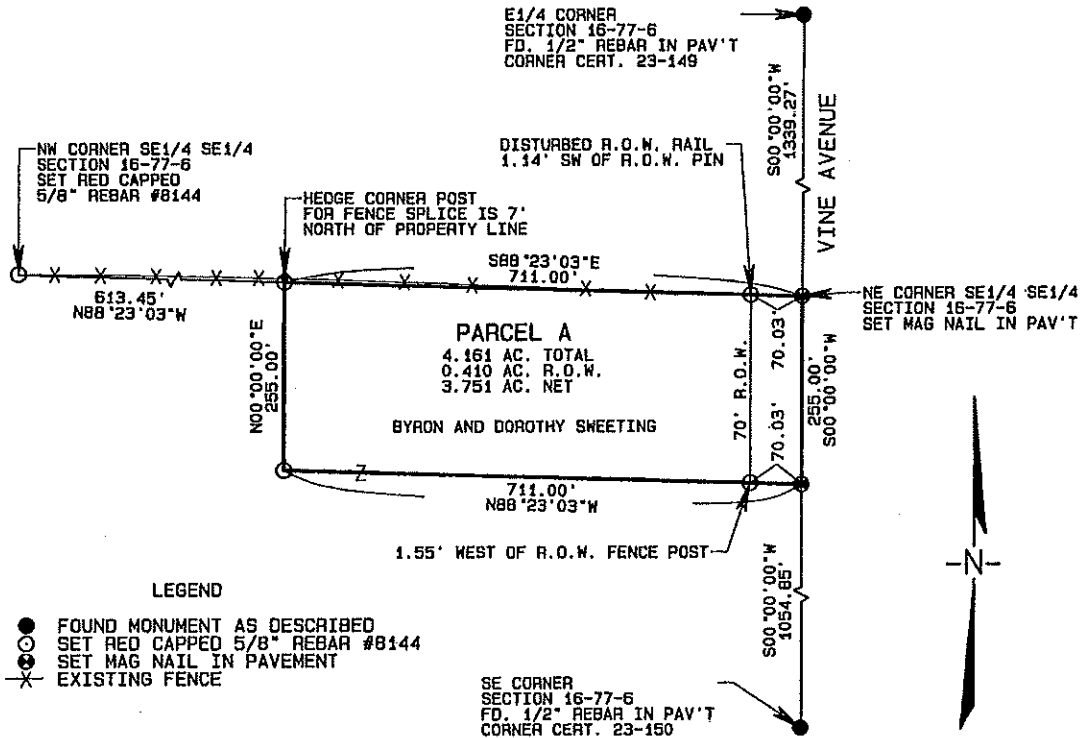 E1/4 CORNER
SECTION 16-77-6
FD. 1/2" REBAR IN PAV'T
CORNER CERT. 23-149
S00°00'00"W
1339.27'
VINE AVENUE
NW CORNER SE1/4 SE1/4
SECTION 16-77-6
SET RED CAPPED
5/8" REBAR #8144
DISTURBED R.O.W. RAIL
1.14' SW OF R.O.W. PIN
HEDGE CORNER POST
FOR FENCE SPLICE IS 7'
NORTH OF PROPERTY LINE
S88°23'03"E
711.00'
613.45'
N88°23'03"W
NE CORNER SE1/4 SE1/4
SECTION 16-77-6
SET MAG NAIL IN PAV'T
PARCEL A
4.161 AC. TOTAL
0.410 AC. R.O.W.
3.751 AC. NET
BYRON AND DOROTHY SWEETING
N00°00'00"E
255.00'
70' R.O.W.
70.03'
70.03'
255.00'
S00°00'00"W
711.00'
N88°23'03"W
1.55' WEST OF R.O.W. FENCE POST
S00°00'00"W
1054.85'
-N-
LEGEND
FOUND MONUMENT AS DESCRIBED
SET RED CAPPED 5/8" REBAR #8144
SET MAG NAIL IN PAVEMENT
EXISTING FENCE
SE CORNER
SECTION 16-77-6
FD. 1/2" REBAR IN PAV'T
CORNER CERT. 23-150